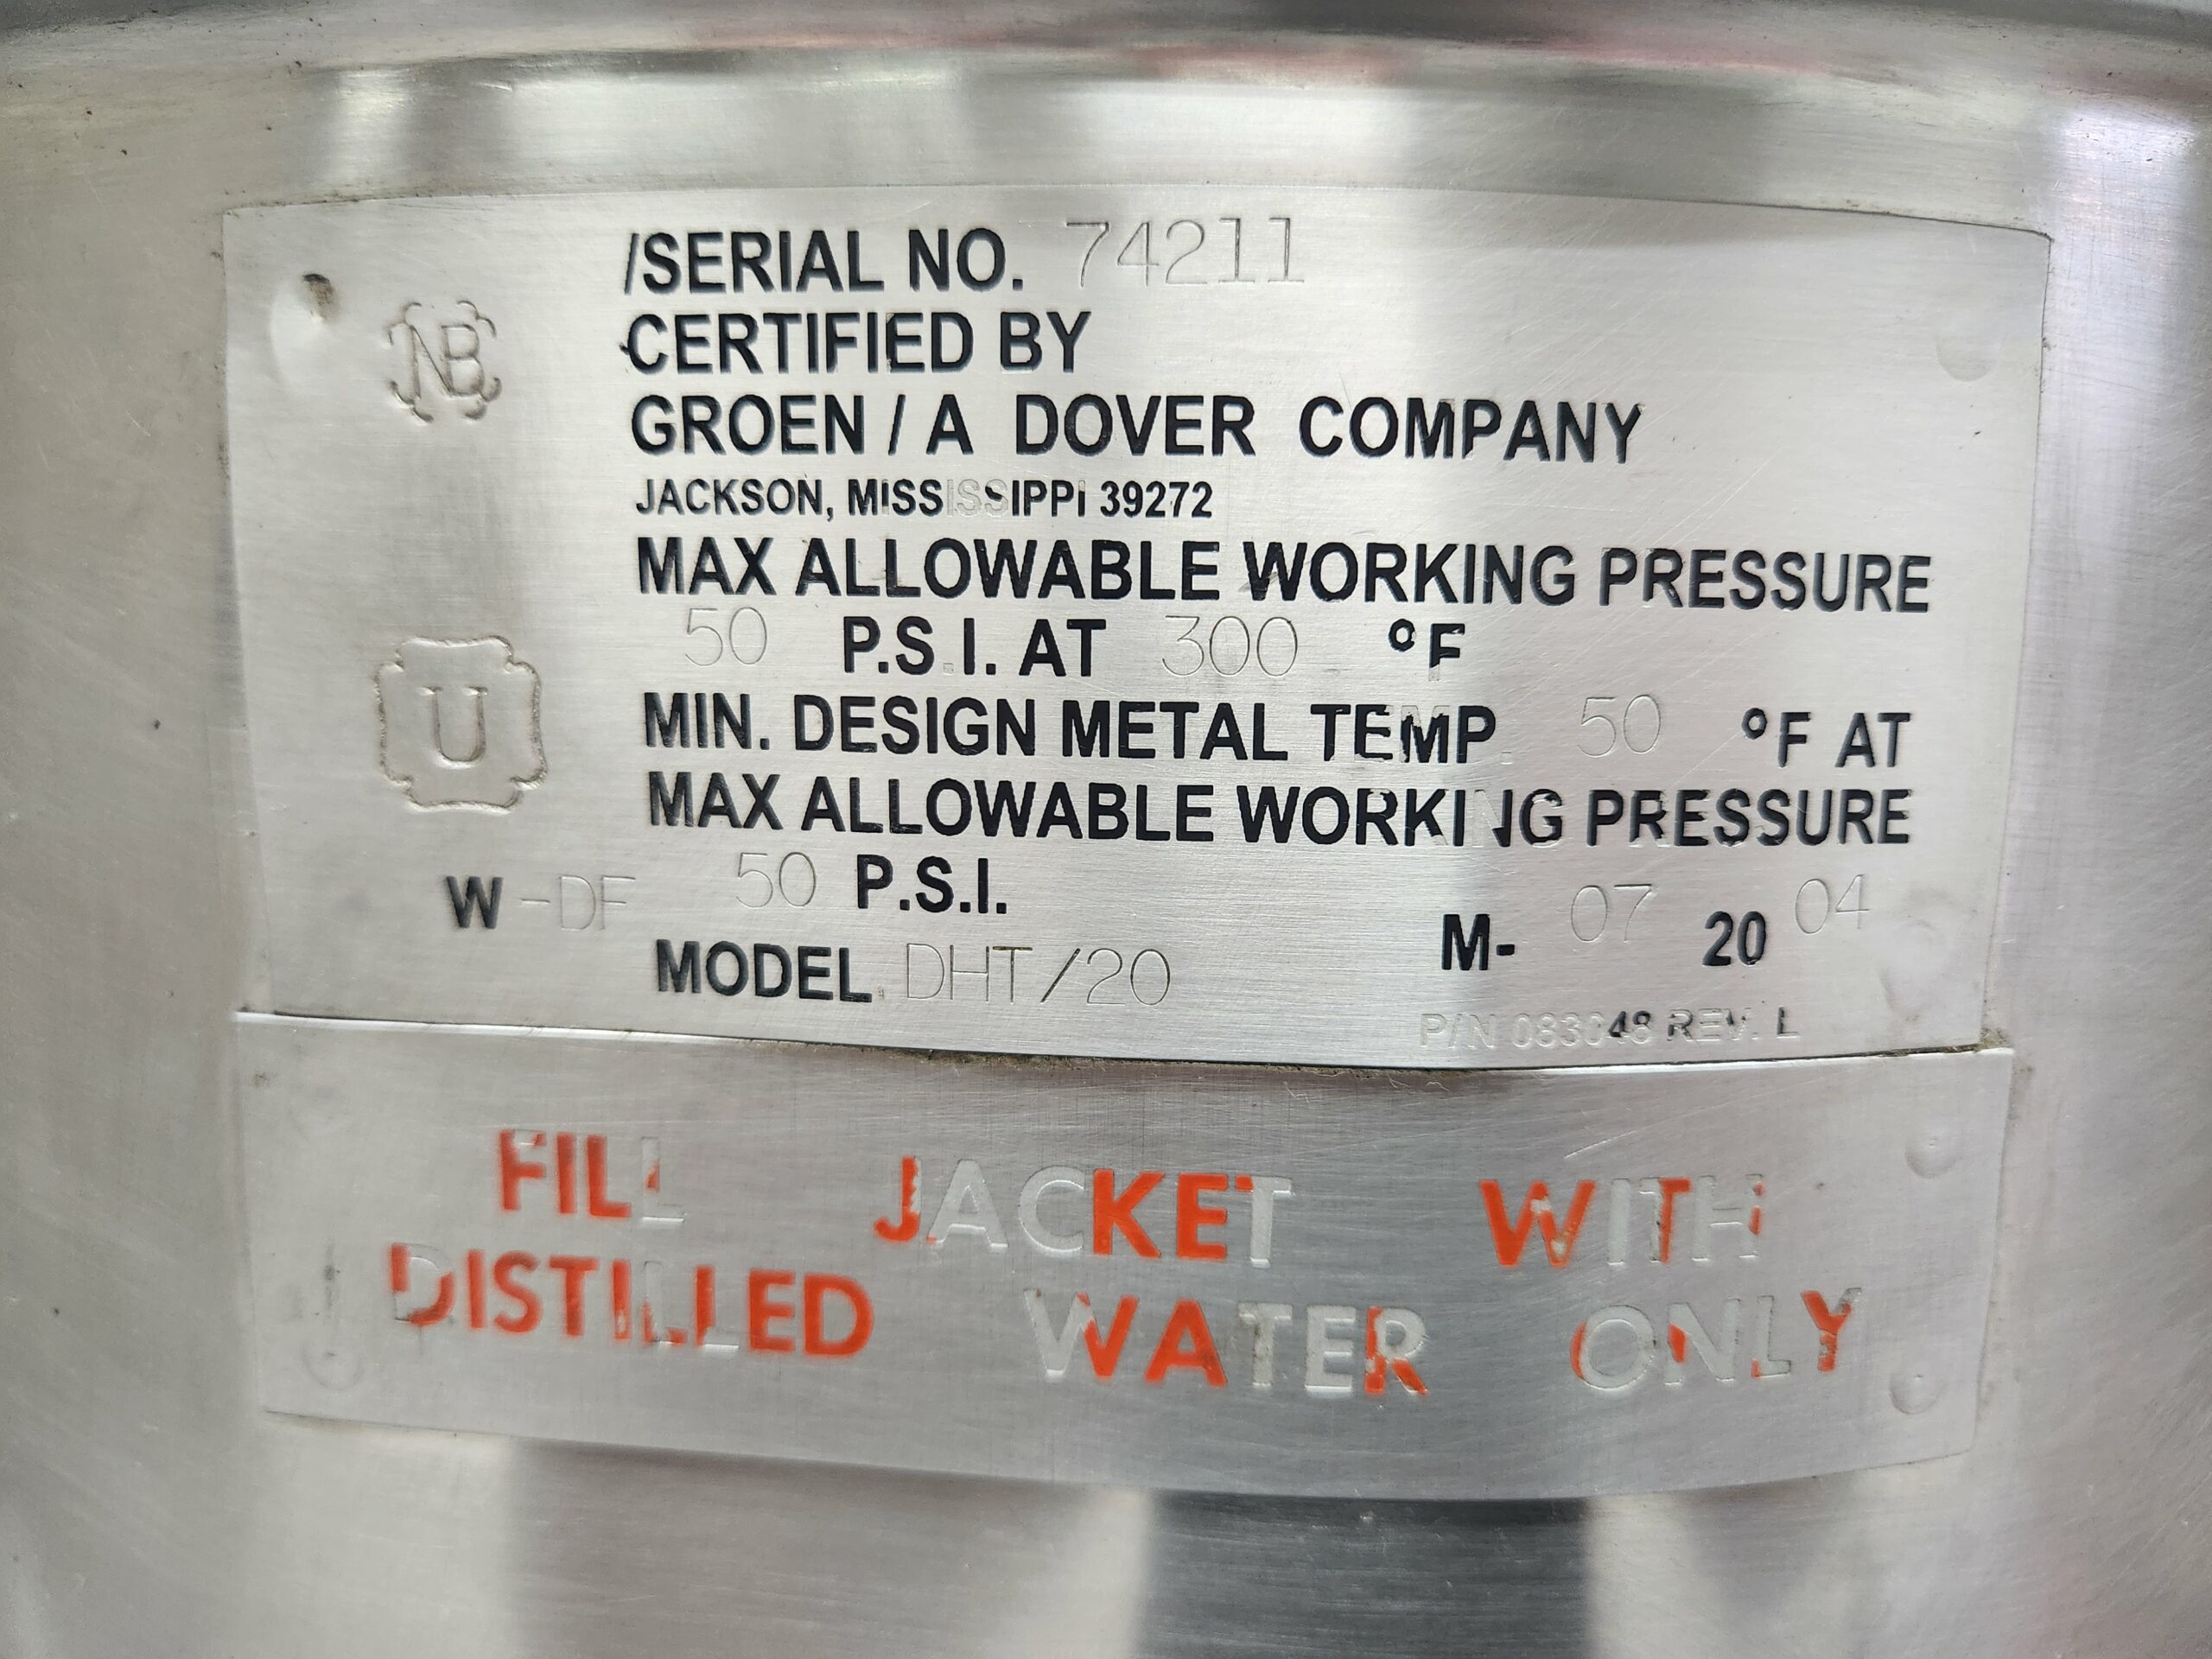 /SERIAL NO. 74211
NB
CERTIFIED BY
GROEN / A DOVER COMPANY
JACKSON, MISSISSIPPI 39272
MAX ALLOWABLE WORKING PRESSURE
50 P.S.I. AT 300 °F
U
MIN. DESIGN METAL TEMP. 50 °F AT
MAX ALLOWABLE WORKING PRESSURE
W-DF 50 P.S.I.
M- 07 20 04
MODEL DHT/20
P/N 083048 REV. L
FILL JACKET WITH
DISTILLED WATER ONLY